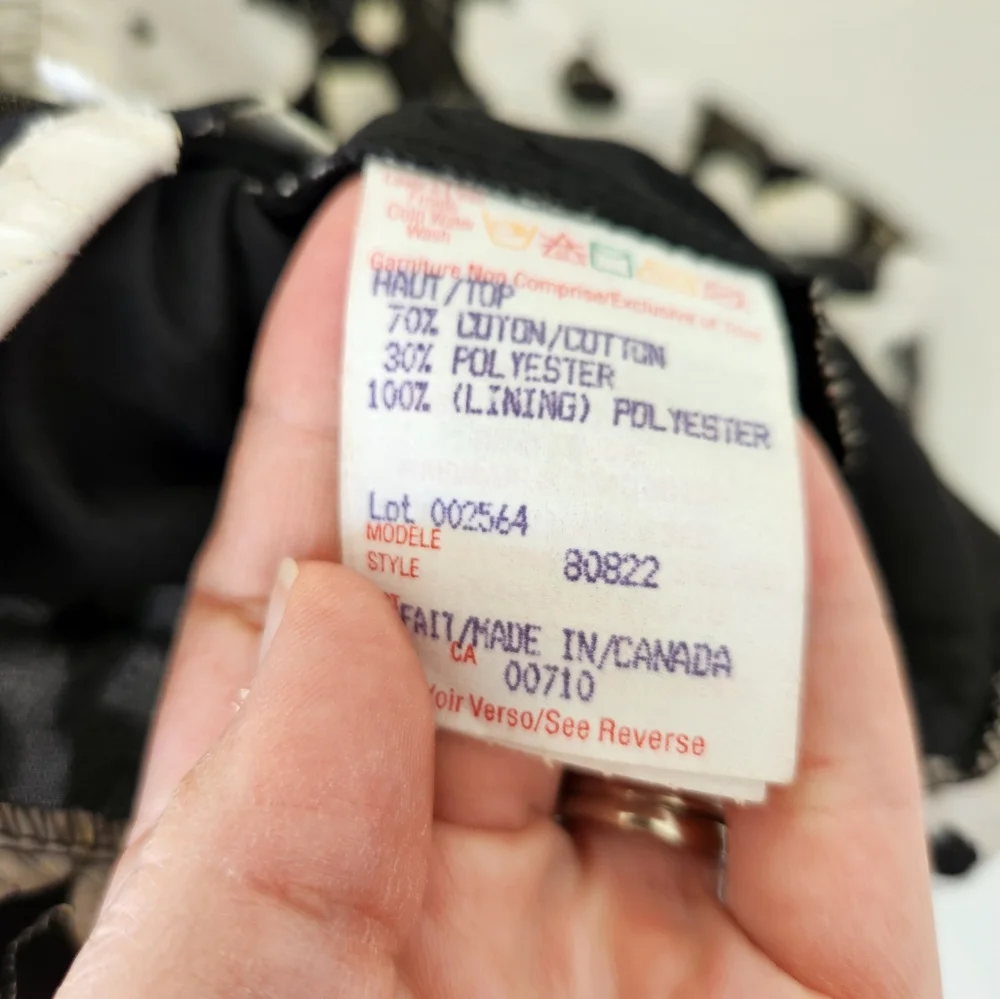 Cold Water
Wash
Garniture Non Comprise/Exclusive of Trim
HAUT/TOP
70% COTON/COTTON
30% POLYESTER
100% (LINING) POLYESTER
Lot 002564
MODELE
STYLE 80822
FAIT/MADE IN/CANADA
CA 00710
Voir Verso/See Reverse